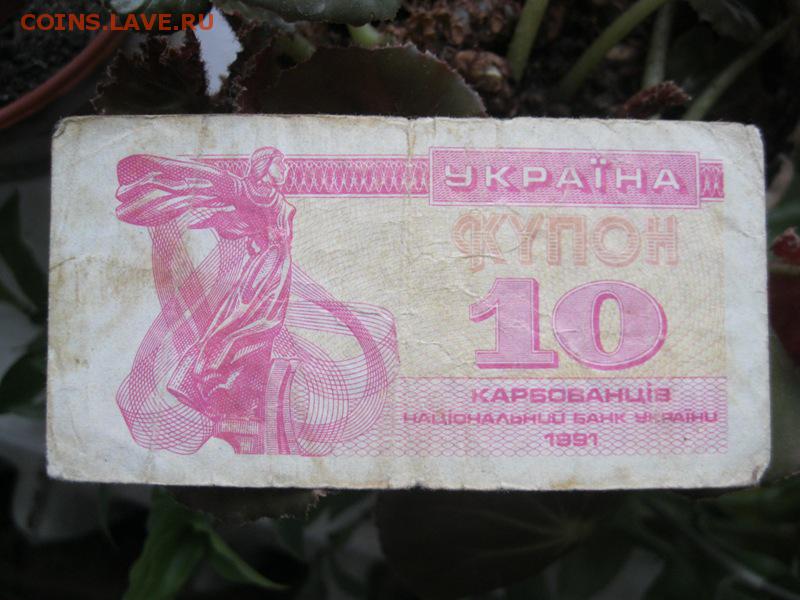 COINS.LAVE.RU
УКРАЇНА
КУПОН
10
КАРБОВАНЦІВ
НАЦІОНАЛЬНИЙ БАНК УКРАЇНИ
1991